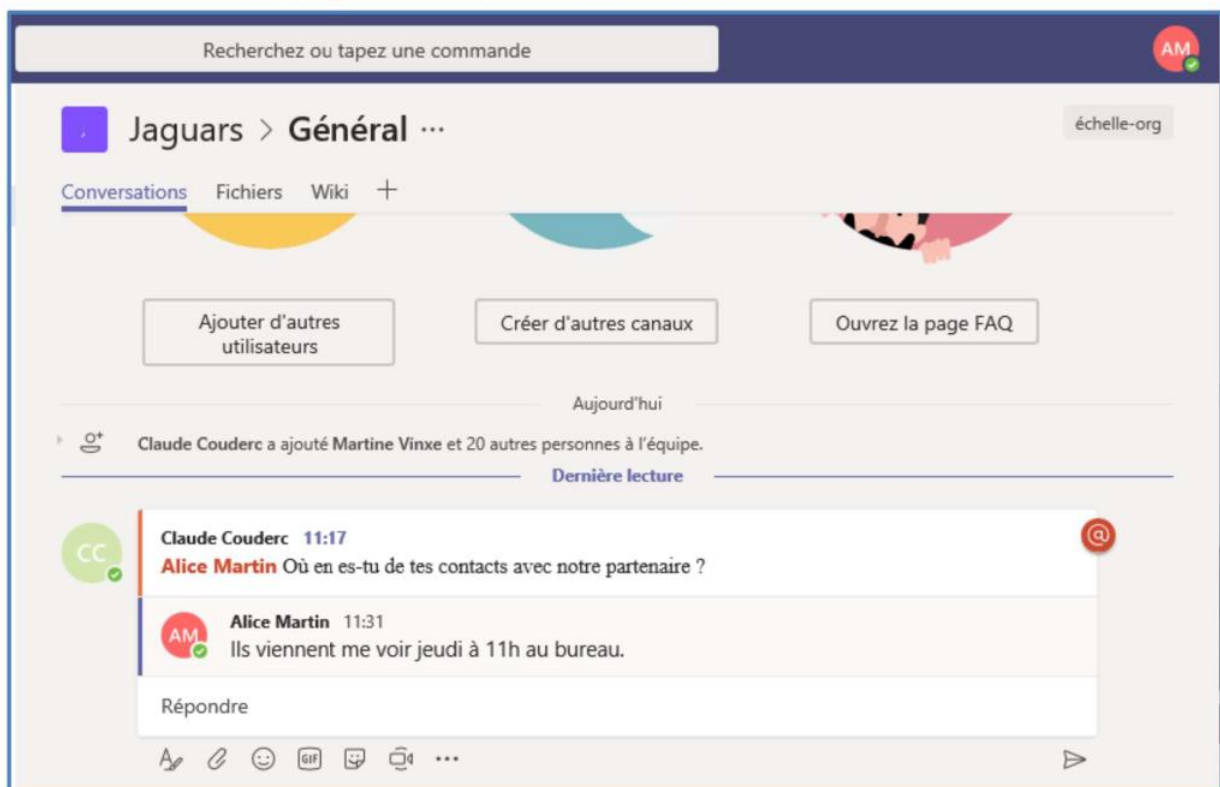 Recherchez ou tapez une commande
AM
Jaguars > Général ...
échelle-org
Conversations Fichiers Wiki +
Ajouter d'autres
utilisateurs
Créer d'autres canaux
Ouvrez la page FAQ
Aujourd'hui
Claude Couderc a ajouté Martine Vinxe et 20 autres personnes à l'équipe.
Dernière lecture
CC
Claude Couderc 11:17
@
Alice Martin Où en es-tu de tes contacts avec notre partenaire ?
AM
Alice Martin 11:31
Ils viennent me voir jeudi à 11h au bureau.
Répondre
GIF